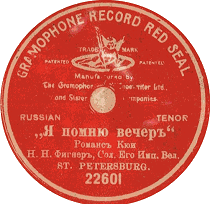 GRAMOPHONE RECORD RED SEAL
TRADE MARK
PATENTED PATENTED
Manufactured by
The Gramophone & Typewriter Ltd.,
and Sister Companies.
RUSSIAN TENOR
„Я помню вечеръ“
Романсъ Кюи
Н. Н. Фигнеръ, Сол. Его Имп. Вел.
ST. PETERSBURG.
22601